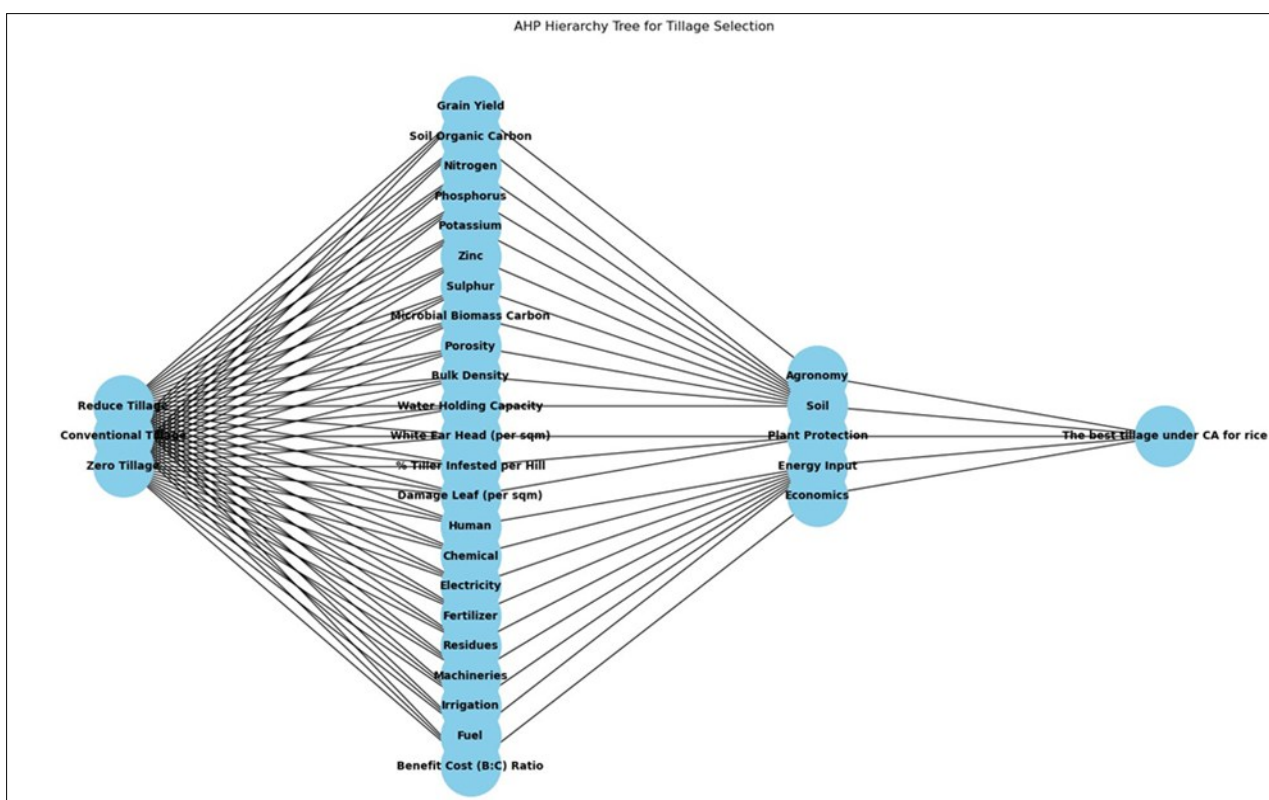 AHP Hierarchy Tree for Tillage Selection
Reduce Tillage
Conventional Tillage
Zero Tillage
Grain Yield
Soil Organic Carbon
Nitrogen
Phosphorus
Potassium
Zinc
Sulphur
Microbial Biomass Carbon
Porosity
Bulk Density
Water Holding Capacity
White Ear Head (per sqm)
% Tiller Infested per Hill
Damage Leaf (per sqm)
Human
Chemical
Electricity
Fertilizer
Residues
Machineries
Irrigation
Fuel
Benefit Cost (B:C) Ratio
Agronomy
Soil
Plant Protection
Energy Input
Economics
The best tillage under CA for rice